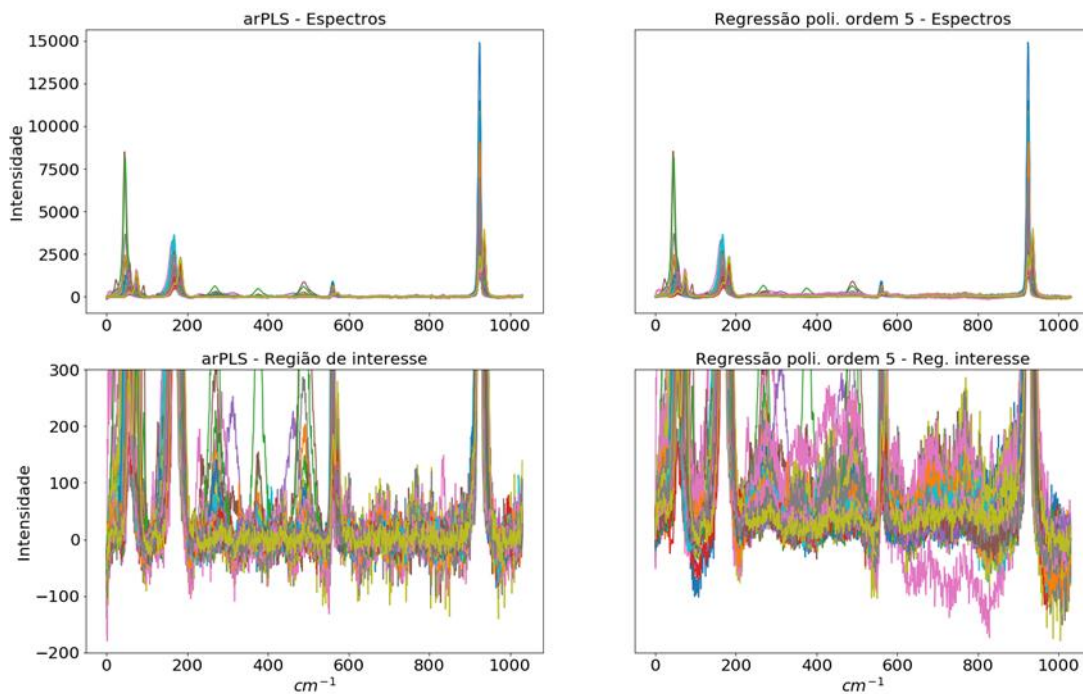 arPLS - Espectros
Regressão poli. ordem 5 - Espectros
Intensidade
15000
12500
10000
7500
5000
2500
0
0 200 400 600 800 1000
0 200 400 600 800 1000
arPLS - Região de interesse
Regressão poli. ordem 5 - Reg. interesse
Intensidade
300
200
100
0
−100
−200
0 200 400 600 800 1000
cm⁻¹
0 200 400 600 800 1000
cm⁻¹